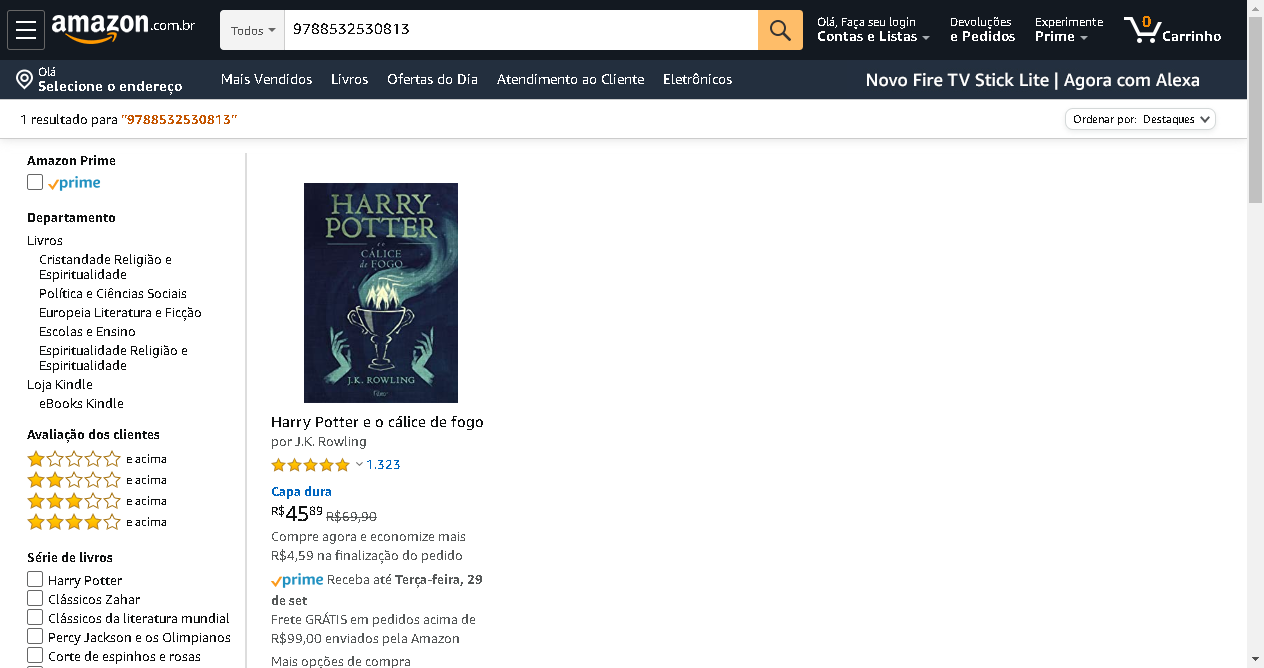 amazon.com.br
Todos
9788532530813
Olá, Faça seu login
Contas e Listas
Devoluções
e Pedidos
Experimente
Prime
0
Carrinho
Olá
Selecione o endereço
Mais Vendidos
Livros
Ofertas do Dia
Atendimento ao Cliente
Eletrônicos
Novo Fire TV Stick Lite | Agora com Alexa
1 resultado para "9788532530813"
Ordenar por: Destaques
Amazon Prime
prime
Departamento
Livros
Cristandade Religião e
Espiritualidade
Política e Ciências Sociais
Europeia Literatura e Ficção
Escolas e Ensino
Espiritualidade Religião e
Espiritualidade
Loja Kindle
eBooks Kindle
Avaliação dos clientes
e acima
e acima
e acima
e acima
Série de livros
Harry Potter
Clássicos Zahar
Clássicos da literatura mundial
Percy Jackson e os Olimpianos
Corte de espinhos e rosas
HARRY
POTTER
e o
CÁLICE
de FOGO
J.K. ROWLING
Harry Potter e o cálice de fogo
por J.K. Rowling
1.323
Capa dura
R$4589 R$69,90
Compre agora e economize mais
R$4,59 na finalização do pedido
prime Receba até Terça-feira, 29
de set
Frete GRÁTIS em pedidos acima de
R$99,00 enviados pela Amazon
Mais opções de compra